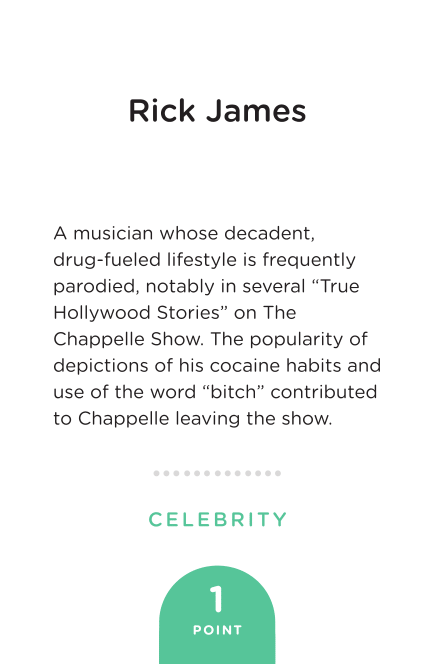 Rick James
A musician whose decadent,
drug-fueled lifestyle is frequently
parodied, notably in several “True
Hollywood Stories” on The
Chappelle Show. The popularity of
depictions of his cocaine habits and
use of the word “bitch” contributed
to Chappelle leaving the show.
CELEBRITY
1
POINT